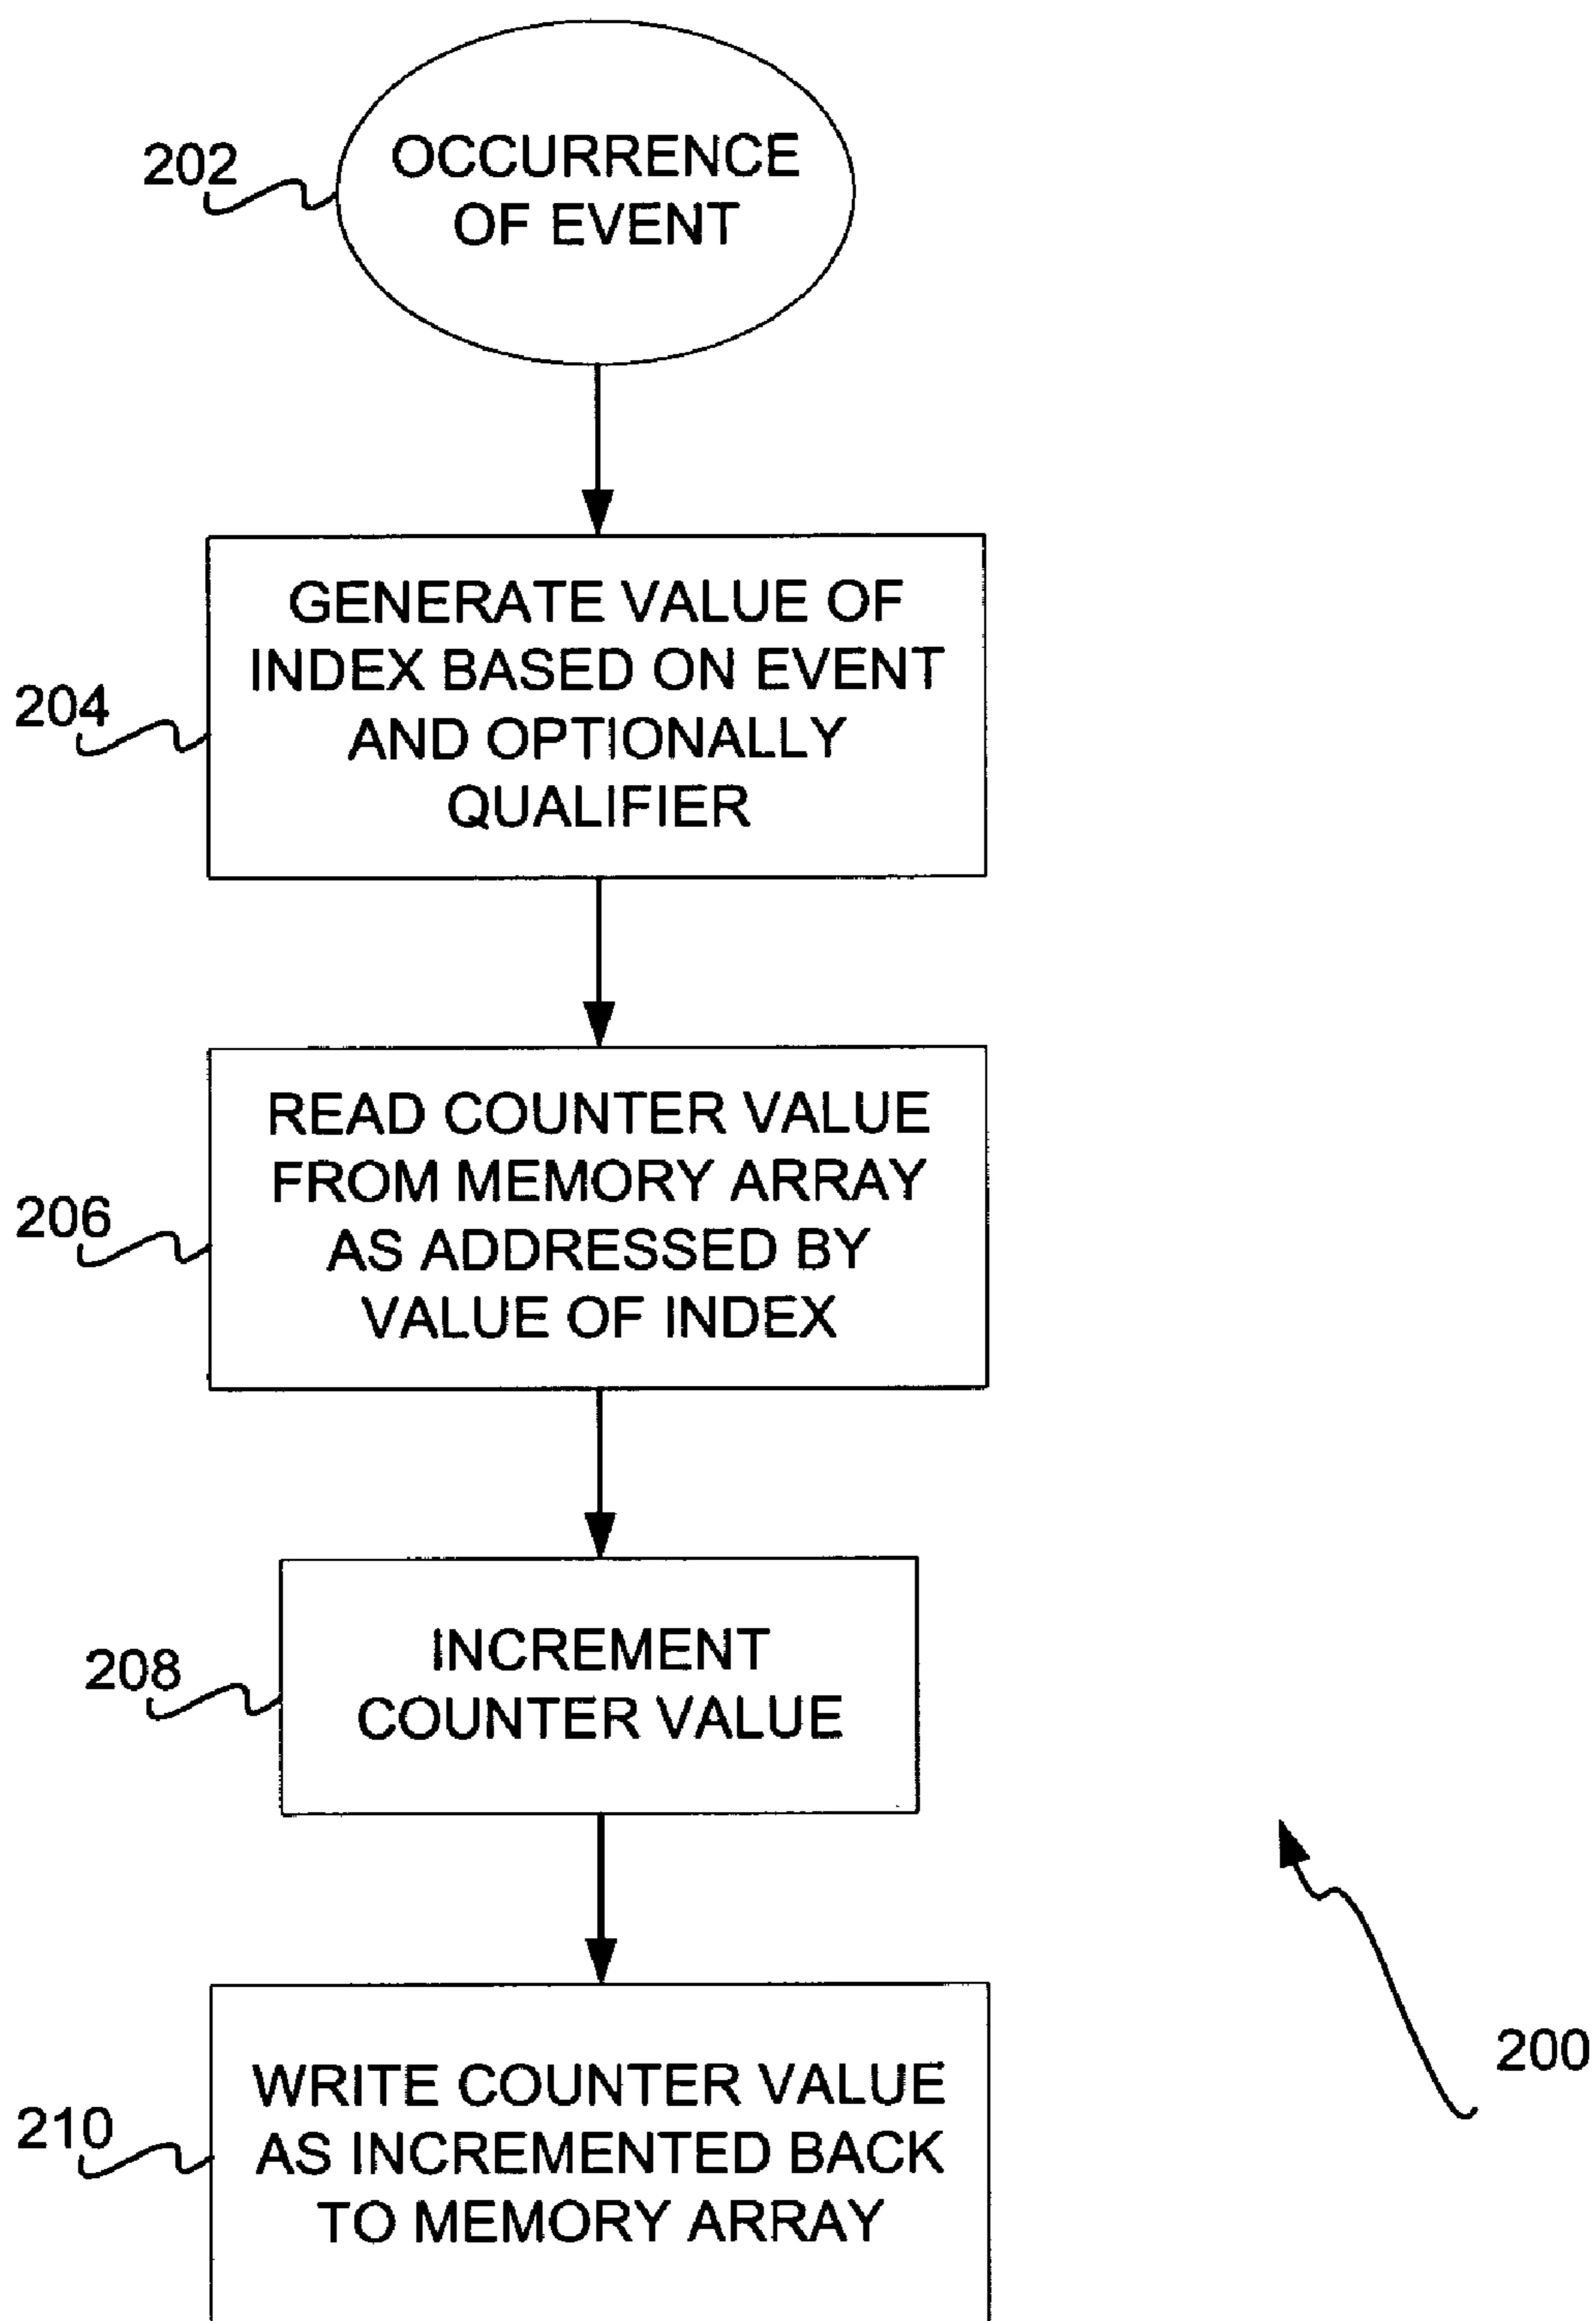 202
OCCURRENCE
OF EVENT
204
GENERATE VALUE OF
INDEX BASED ON EVENT
AND OPTIONALLY
QUALIFIER
206
READ COUNTER VALUE
FROM MEMORY ARRAY
AS ADDRESSED BY
VALUE OF INDEX
208
INCREMENT
COUNTER VALUE
210
WRITE COUNTER VALUE
AS INCREMENTED BACK
TO MEMORY ARRAY
200